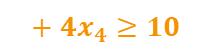 + 4x₄ ≥ 10